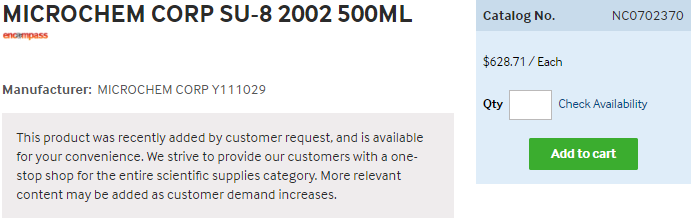 MICROCHEM CORP SU-8 2002 500ML
encompass
Manufacturer: MICROCHEM CORP Y111029
This product was recently added by customer request, and is available
for your convenience. We strive to provide our customers with a one-
stop shop for the entire scientific supplies category. More relevant
content may be added as customer demand increases.
Catalog No. NC0702370
$628.71 / Each
Qty Check Availability
Add to cart